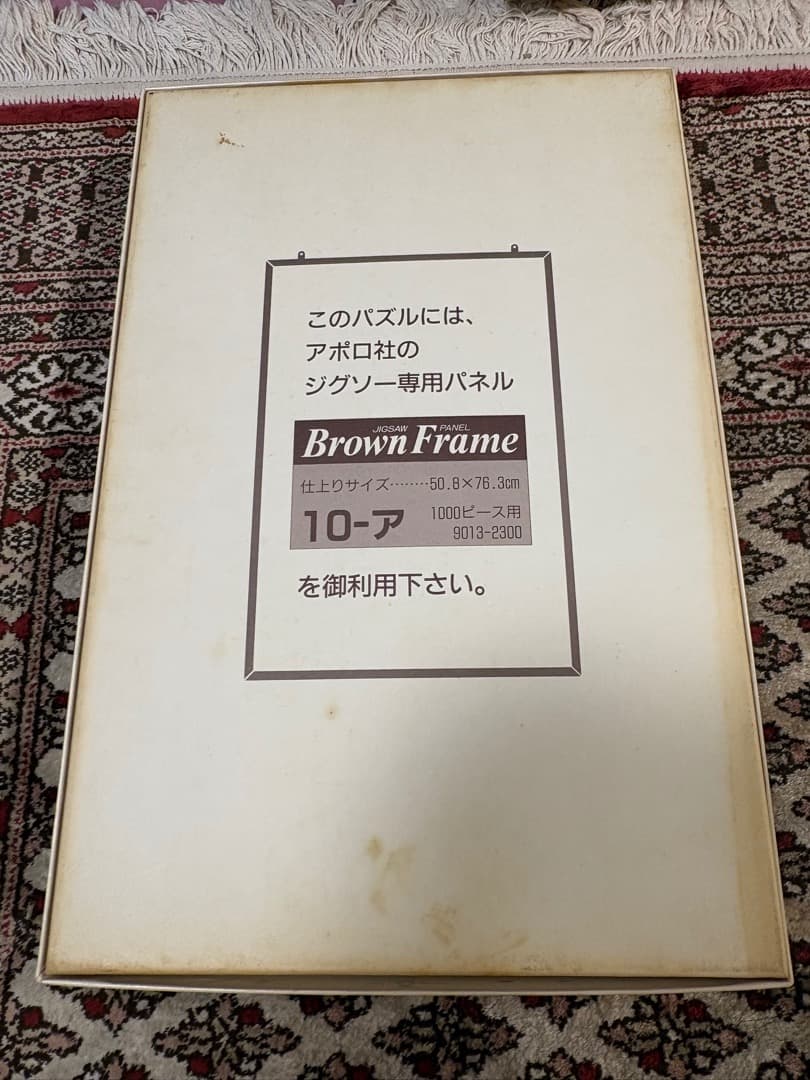 このパズルには、
アポロ社の
ジグソー専用パネル
JIGSAW PANEL
Brown Frame
仕上りサイズ········50.8×76.3cm
10-ア 1000ピース用
9013-2300
を御利用下さい。